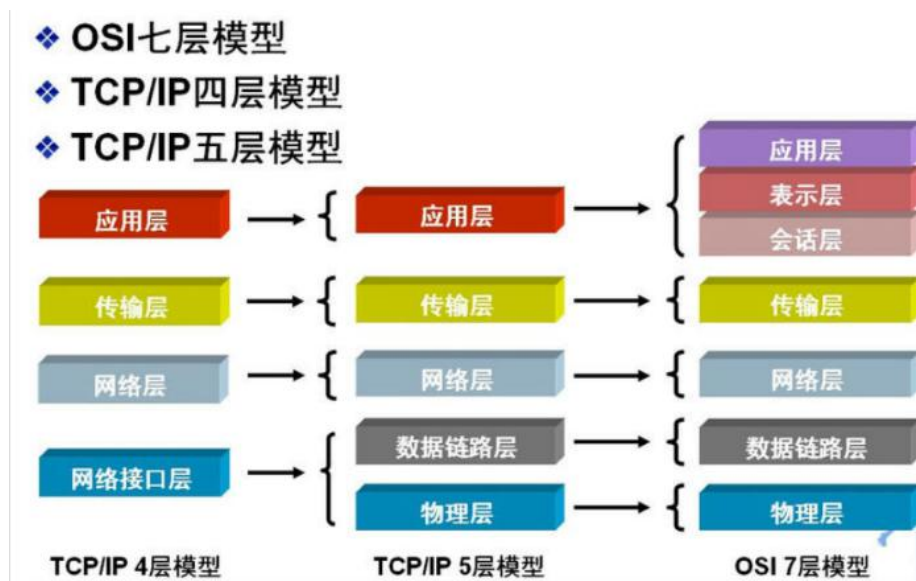 ❖ OSI七层模型
❖ TCP/IP四层模型
❖ TCP/IP五层模型
应用层
传输层
网络层
网络接口层
TCP/IP 4层模型
应用层
传输层
网络层
数据链路层
物理层
TCP/IP 5层模型
应用层
表示层
会话层
传输层
网络层
数据链路层
物理层
OSI 7层模型